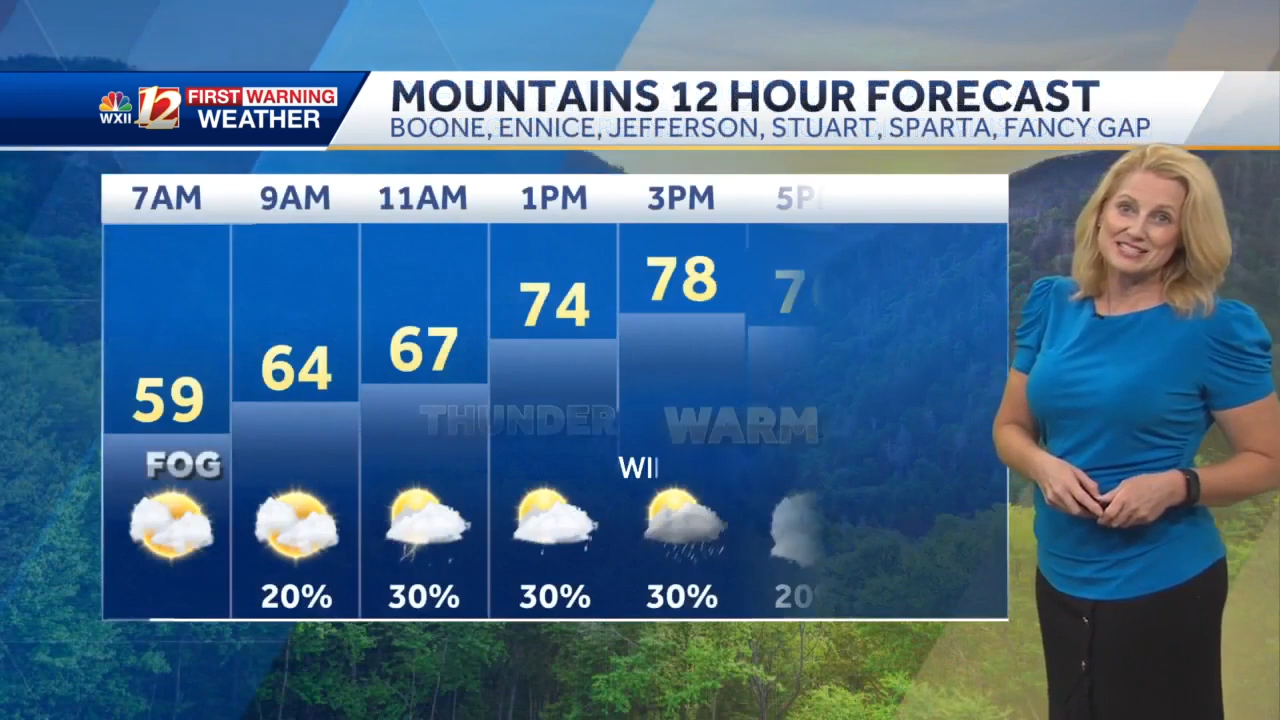 WXII 12 FIRST WARNING
WEATHER
MOUNTAINS 12 HOUR FORECAST
BOONE, ENNICE, JEFFERSON, STUART, SPARTA, FANCY GAP
7AM 9AM 11AM 1PM 3PM
59 64 67 74 78
THUNDER WARM
FOG
20% 30% 30% 30%